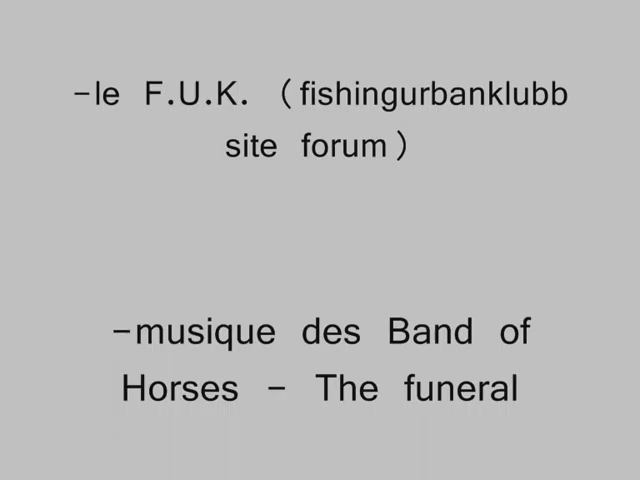 -le F.U.K. (fishingurbanklubb
site forum)
-musique des Band of
Horses - The funeral